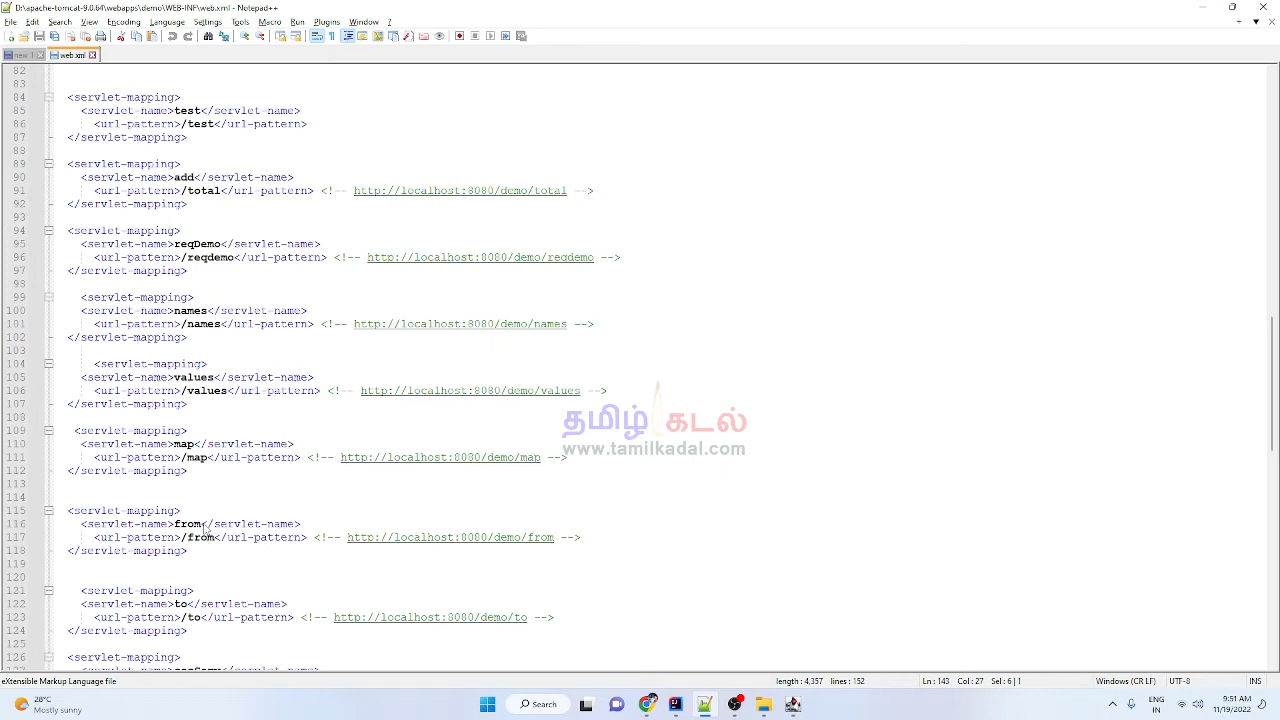 D:\apache-tomcat-9.0.64\webapps\demo\WEB-INF\web.xml - Notepad++
File Edit Search View Encoding Language Settings Tools Macro Run Plugins Window ?
new 1 web.xml
82
83
84 <servlet-mapping>
85 <servlet-name>test</servlet-name>
86 <url-pattern>/test</url-pattern>
87 </servlet-mapping>
88
89 <servlet-mapping>
90 <servlet-name>add</servlet-name>
91 <url-pattern>/total</url-pattern> <!-- http://localhost:8080/demo/total -->
92 </servlet-mapping>
93
94 <servlet-mapping>
95 <servlet-name>reqDemo</servlet-name>
96 <url-pattern>/reqdemo</url-pattern> <!-- http://localhost:8080/demo/reqdemo -->
97 </servlet-mapping>
98
99 <servlet-mapping>
100 <servlet-name>names</servlet-name>
101 <url-pattern>/names</url-pattern> <!-- http://localhost:8080/demo/names -->
102 </servlet-mapping>
103
104 <servlet-mapping>
105 <servlet-name>values</servlet-name>
106 <url-pattern>/values</url-pattern> <!-- http://localhost:8080/demo/values -->
107 </servlet-mapping>
108
109 <servlet-mapping>
110 <servlet-name>map</servlet-name>
111 <url-pattern>/map</url-pattern> <!-- http://localhost:8080/demo/map -->
112 </servlet-mapping>
113
114
115 <servlet-mapping>
116 <servlet-name>from</servlet-name>
117 <url-pattern>/from</url-pattern> <!-- http://localhost:8080/demo/from -->
118 </servlet-mapping>
119
120
121 <servlet-mapping>
122 <servlet-name>to</servlet-name>
123 <url-pattern>/to</url-pattern> <!-- http://localhost:8080/demo/to -->
124 </servlet-mapping>
125
126 <servlet-mapping>
தமிழ் கடல்
www.tamilkadal.com
eXtensible Markup Language file length : 4,357 lines : 152 Ln : 143 Col : 27 Sel : 6 | 1 Windows (CR LF) UTF-8 INS
28°C
Mostly sunny
Search
ENG
IN
9:51 AM
11/19/2022